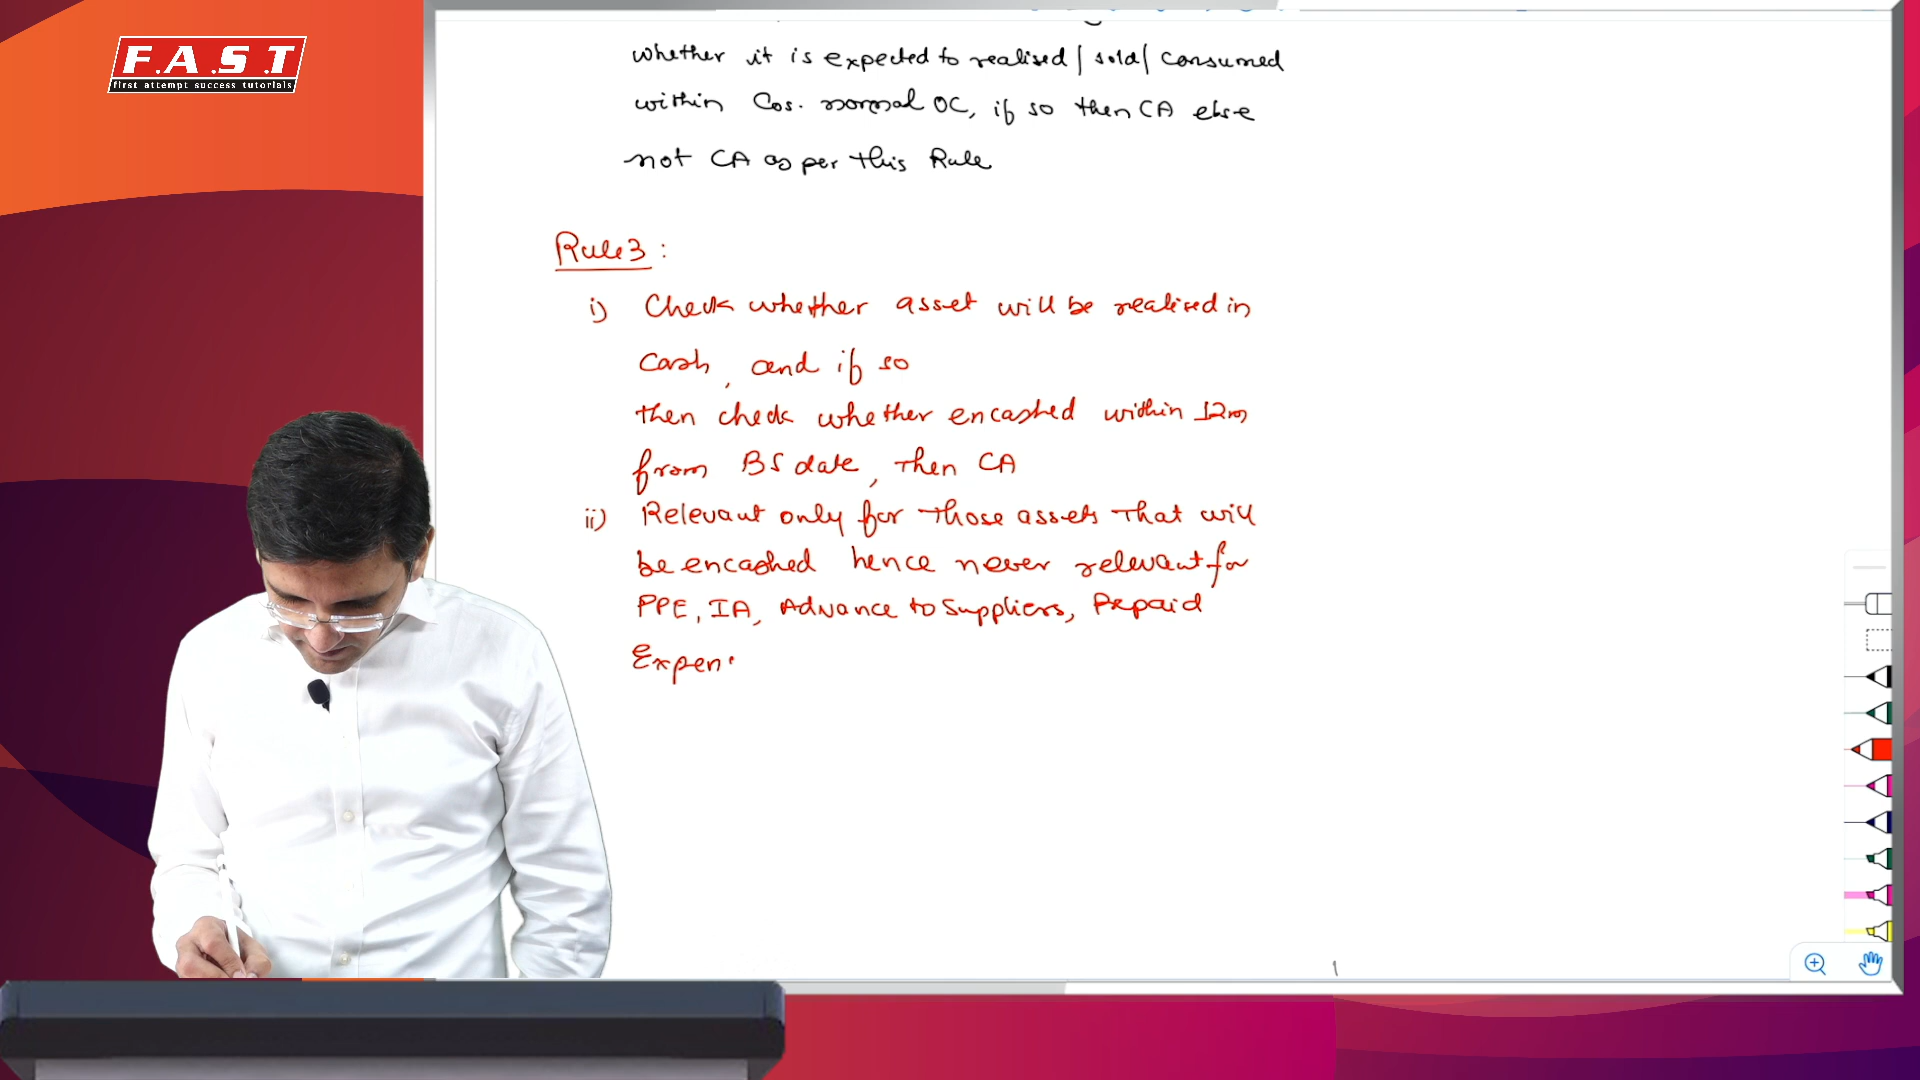 F.A.S.T
first attempt success tutorials
whether it is expected to realised / sold / consumed
within Cos. normal OC, if so then CA else
not CA as per this Rule
Rule 3 :
i) Check whether asset will be realised in
Cash, and if so
then check whether encashed within 12m
from BS date, then CA
ii) Relevant only for those assets that will
be encashed hence never relevant for
PPE, IA, Advance to Suppliers, Prepaid
Expen